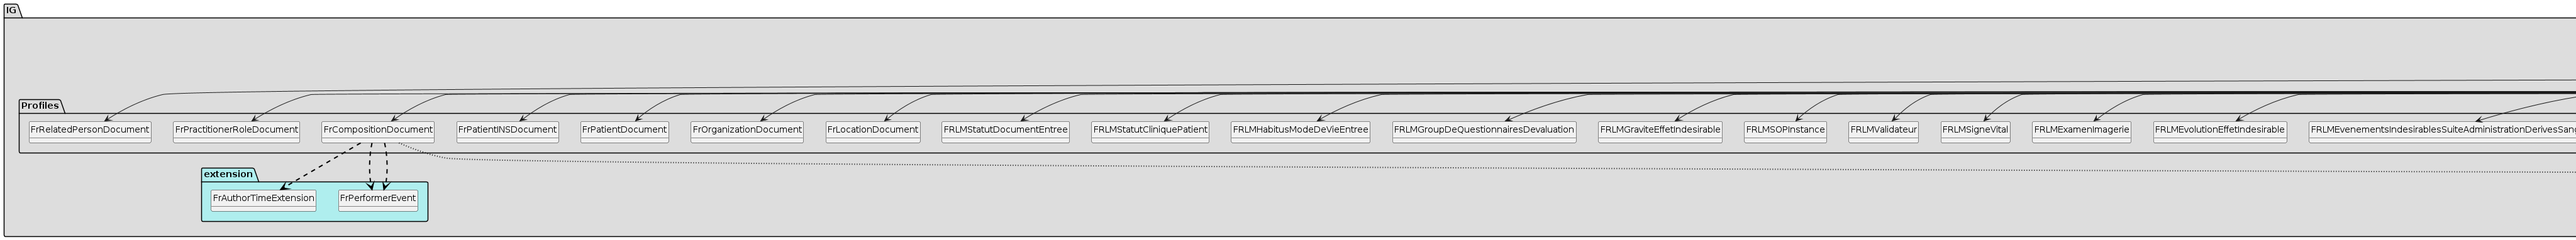 IG
Profiles
FrRelatedPersonDocument
FrPractitionerRoleDocument
FrCompositionDocument
FrPatientINSDocument
FrPatientDocument
FrOrganizationDocument
FrLocationDocument
FRLMStatutDocumentEntree
FRLMStatutCliniquePatient
FRLMHabitusModeDeVieEntree
FRLMGroupDeQuestionnairesDevaluation
FRLMGraviteEffetIndesirable
FRLMSOPInstance
FRLMValidateur
FRLMSigneVital
FRLMExamenImagerie
FRLMEvolutionEffetIndesirable
FRLMEvenementsIndesirablesSuiteAdministrationDerivesSang
extension
FrAuthorTimeExtension
FrPerformerEvent